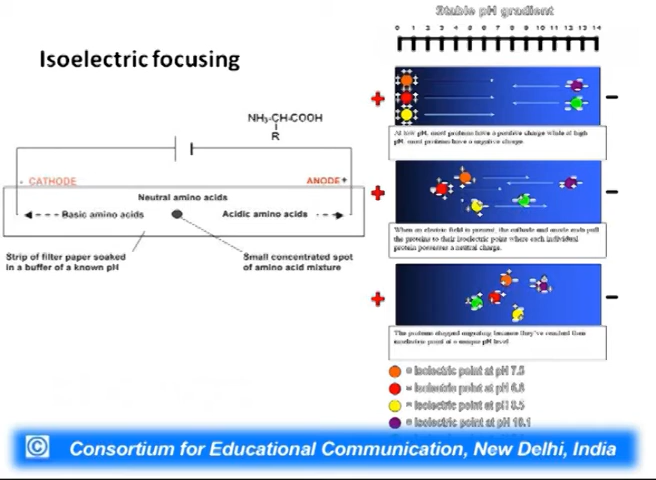 Stable pH gradient
0 1 2 3 4 5 6 7 8 9 10 11 12 13 14
Isoelectric focusing
NH₂-CH-COOH
R
- CATHODE
ANODE +
Neutral amino acids
Basic amino acids
Acidic amino acids
Strip of filter paper soaked
in a buffer of a known pH
Small concentrated spot
of amino acid mixture
+ -
At low pH, most proteins have a positive charge while at high
pH, most proteins have a negative charge.
+ -
When an electric field is present, the cathode and anode ends pull
the proteins to their isoelectric point where each individual
protein possesses a neutral charge.
+ -
The proteins stopped migrating because they've reached their
isoelectric point at a unique pH level
= Isolectric point at pH 7.5
= Isolectric point at pH 6.8
= Isolectric point at pH 8.5
= Isolectric point at pH 10.1
© Consortium for Educational Communication, New Delhi, India